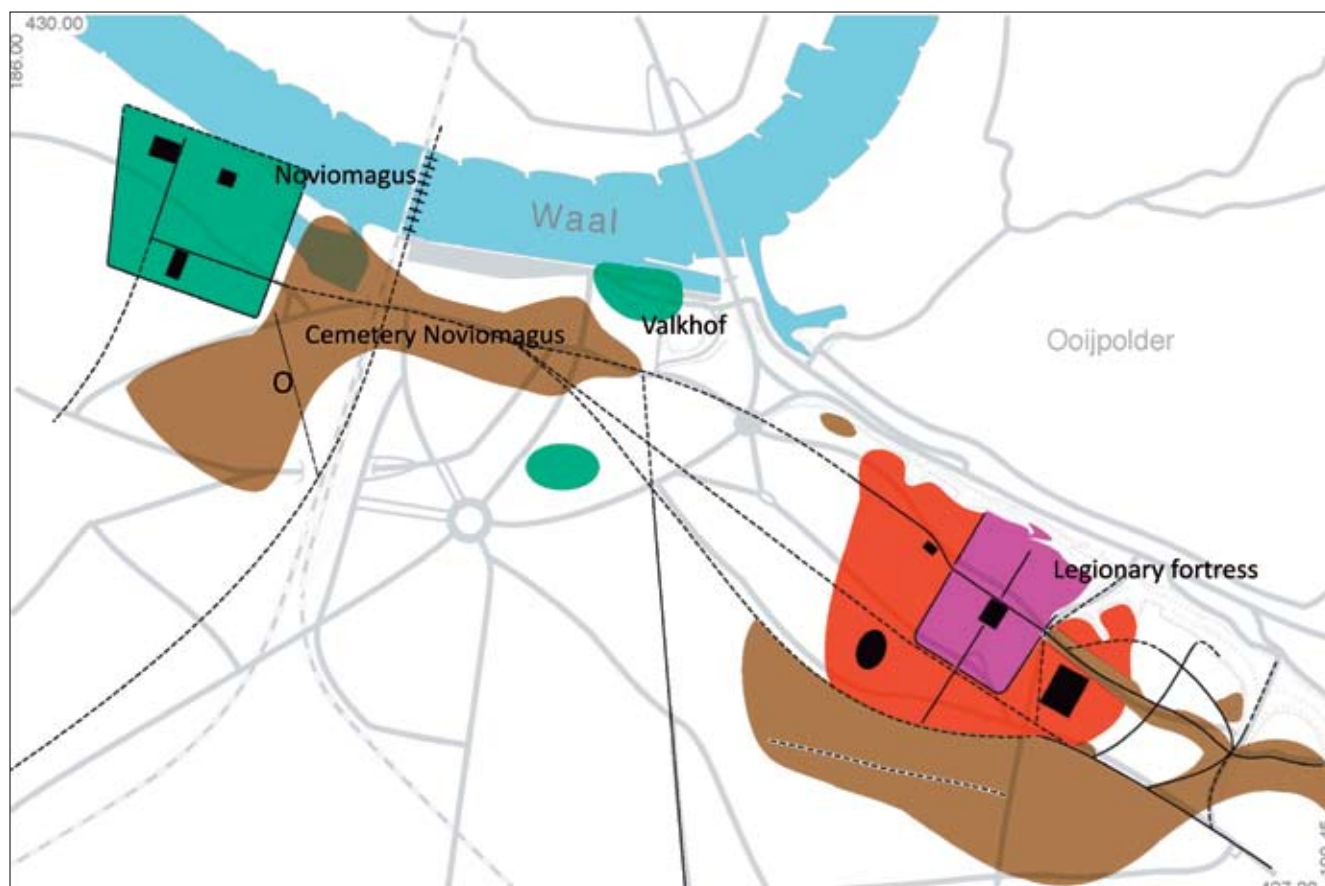 430.00
186.00
Noviomagus
Waal
Cemetery Noviomagus
Valkhof
Ooijpolder
O
Legionary fortress